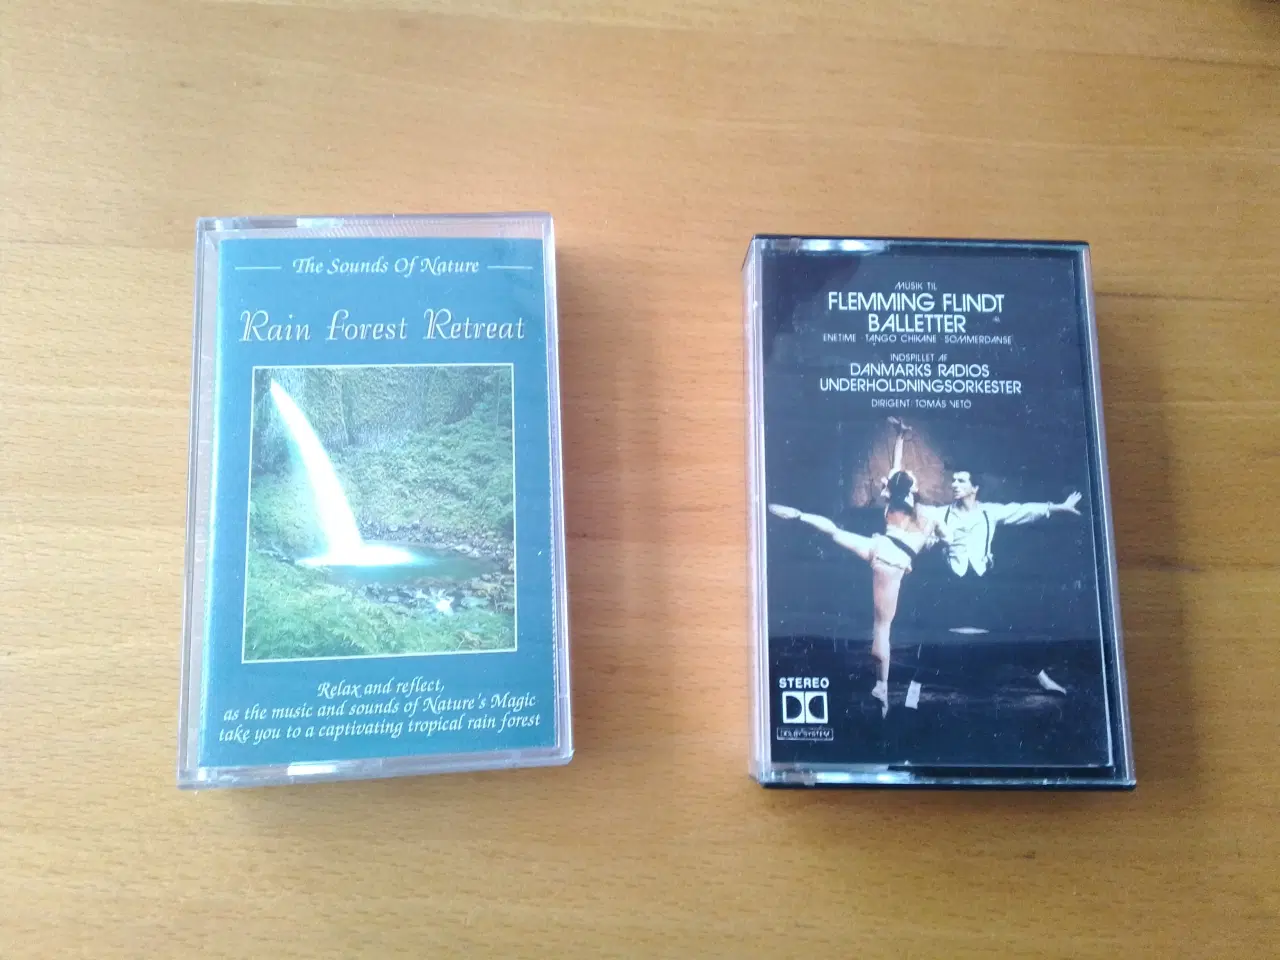 The Sounds Of Nature
Rain Forest Retreat
Relax and reflect,
as the music and sounds of Nature's Magic
take you to a captivating tropical rain forest
MUSIK TIL
FLEMMING FLINDT
BALLETTER
ENETIME · TANGO CHIKANE · SOMMERDANSE
INDSPILLET AF
DANMARKS RADIOS
UNDERHOLDNINGSORKESTER
DIRIGENT: TOMÁS VETÖ
STEREO
DOLBY SYSTEM